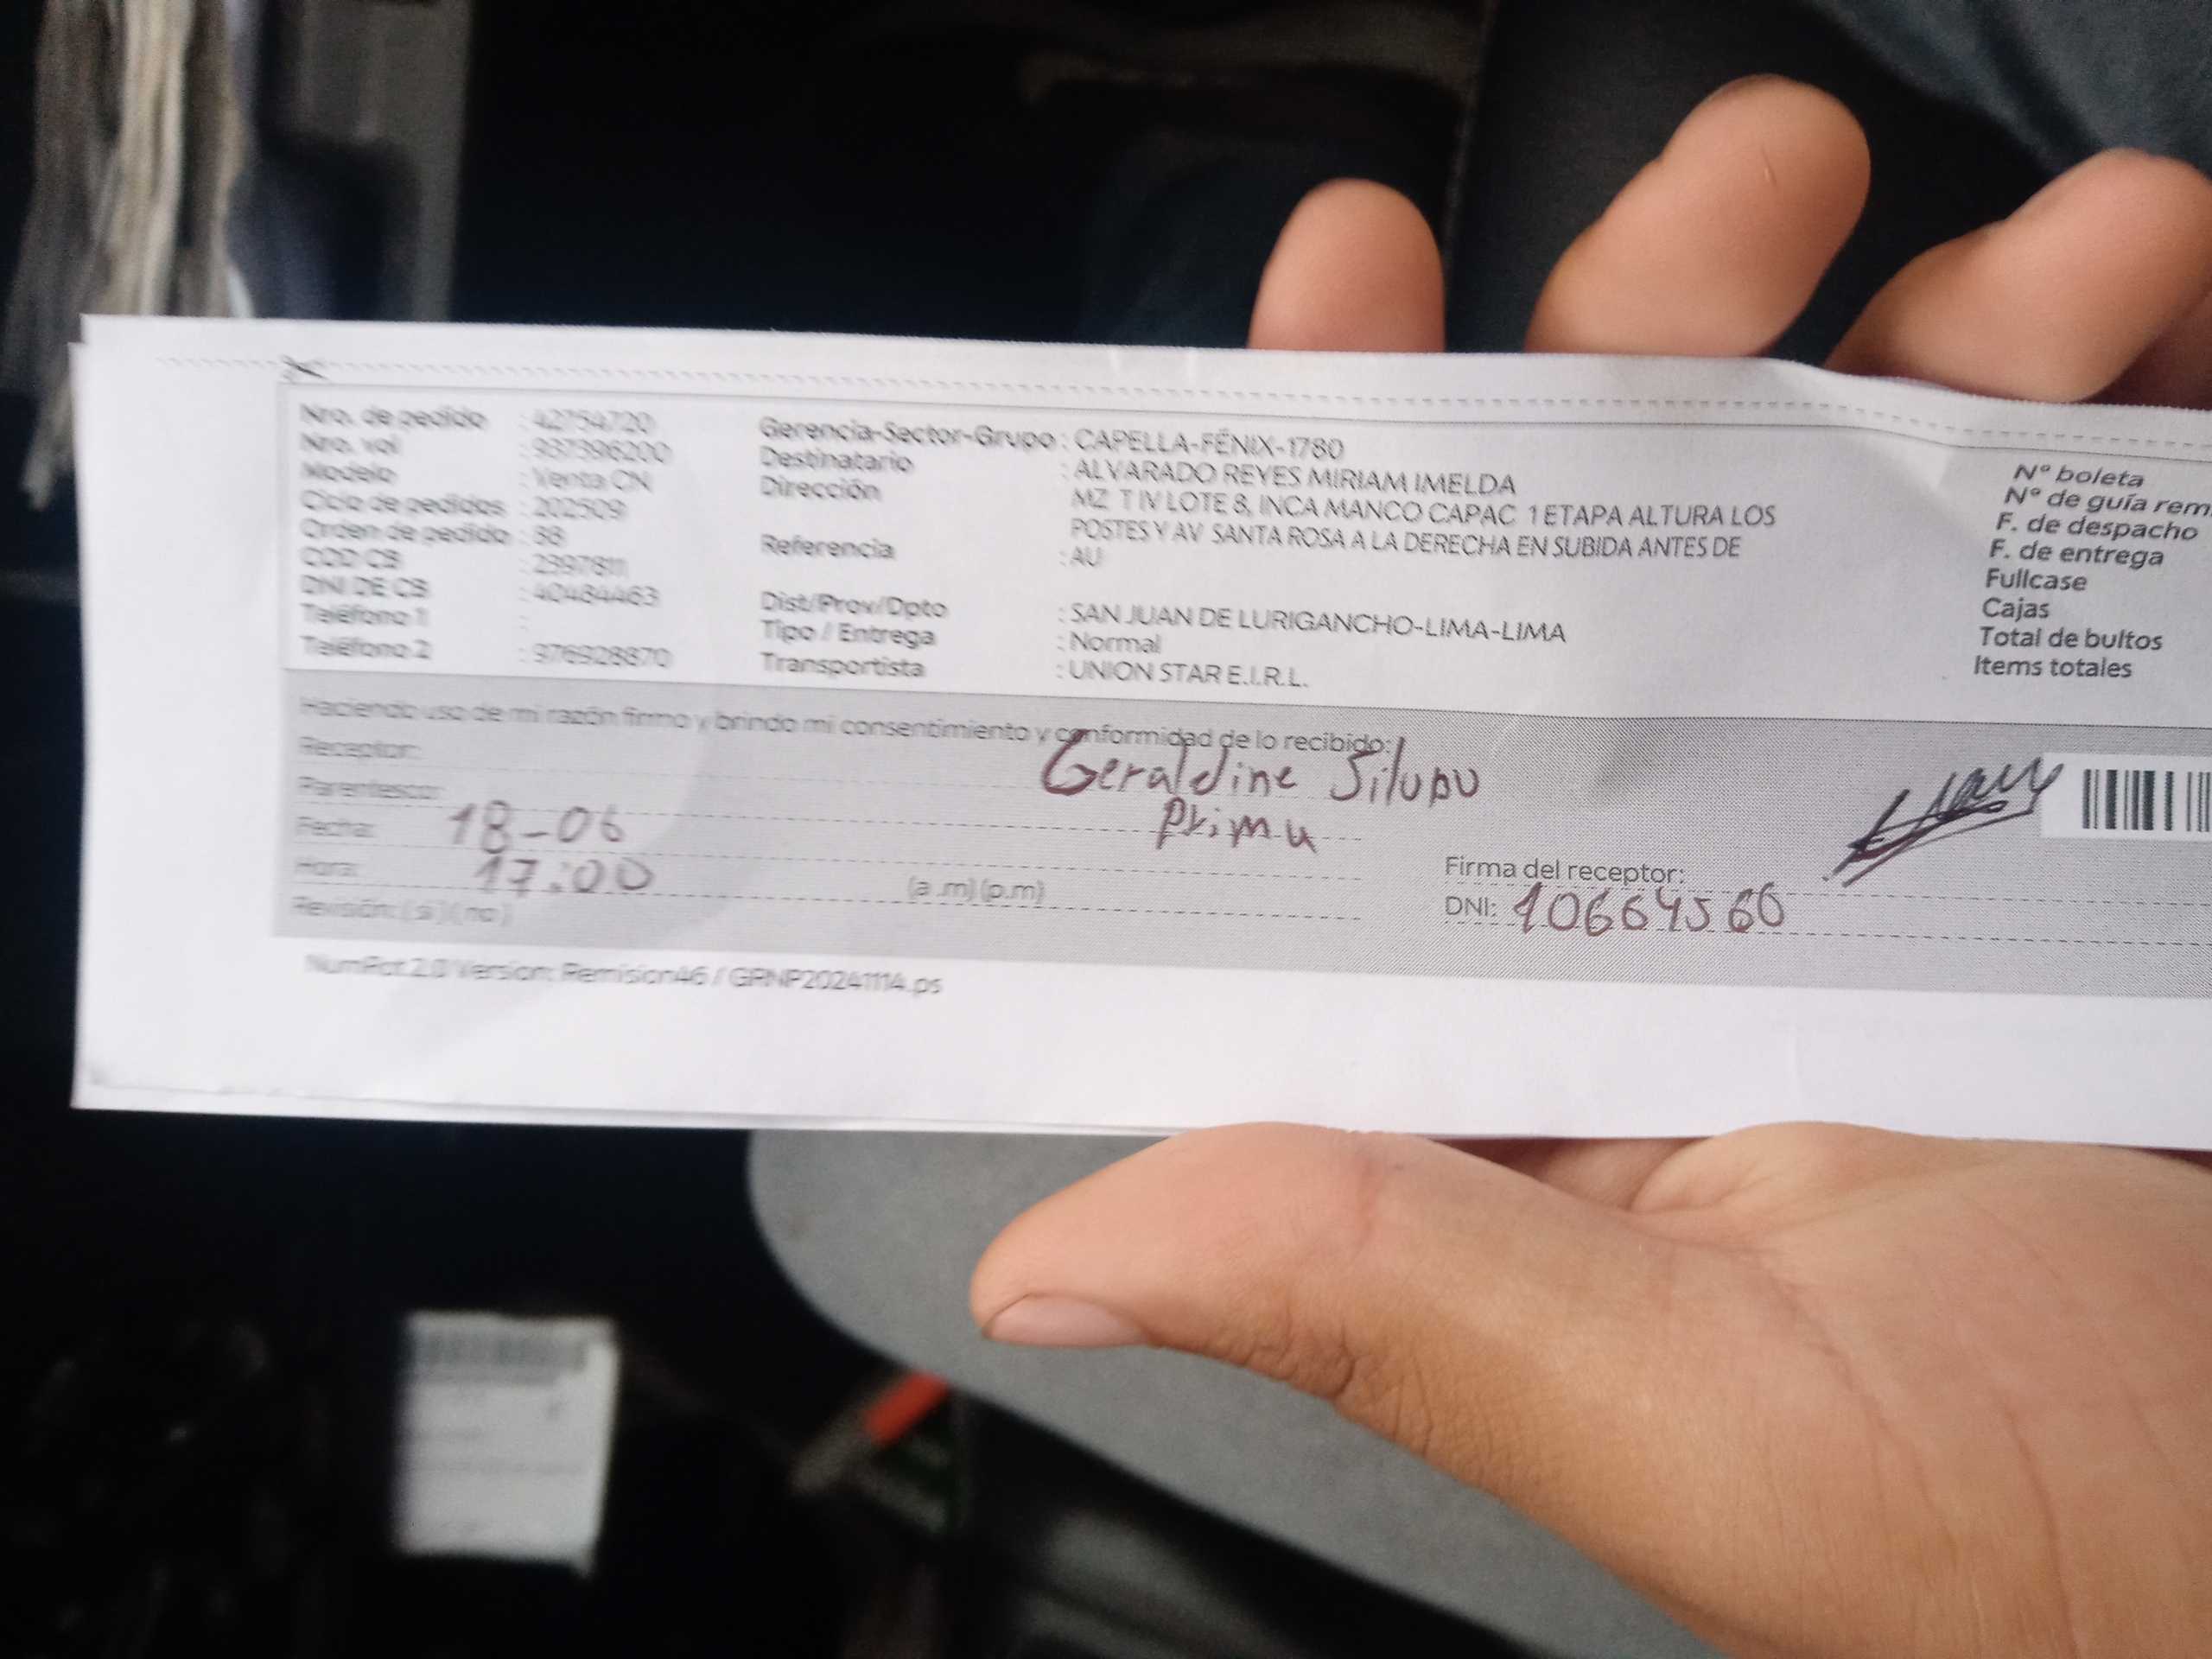 Nro. de pedido : 42754720
Nro. vol : 937396200
Modelo : Venta CN
Ciclo de pedidos : 202509
Orden de pedido : 88
COD CB : 2397811
DNI DE CB : 40484463
Teléfono 1 :
Teléfono 2 : 976928870
Gerencia-Sector-Grupo : CAPELLA-FÉNIX-1780
Destinatario : ALVARADO REYES MIRIAM IMELDA
Dirección MZ T IV LOTE 8, INCA MANCO CAPAC 1 ETAPA ALTURA LOS
POSTES Y AV SANTA ROSA A LA DERECHA EN SUBIDA ANTES DE
Referencia : AU
Dist/Prov/Dpto : SAN JUAN DE LURIGANCHO-LIMA-LIMA
Tipo / Entrega : Normal
Transportista : UNION STAR E.I.R.L.
N° boleta
N° de guía rem
F. de despacho
F. de entrega
Fullcase
Cajas
Total de bultos
Items totales
Haciendo uso de mi razón firmo y brindo mi consentimiento y conformidad de lo recibido:
Receptor: Geraldine Silupu
Parentesco: Prima
Fecha: 18-06
Hora: 17:00 (a.m)(p.m)
Revisión: (si)(no)
Firma del receptor:
DNI: 10664560
NumPot 2.0 Version: Remision46 / GRNP20241114.ps